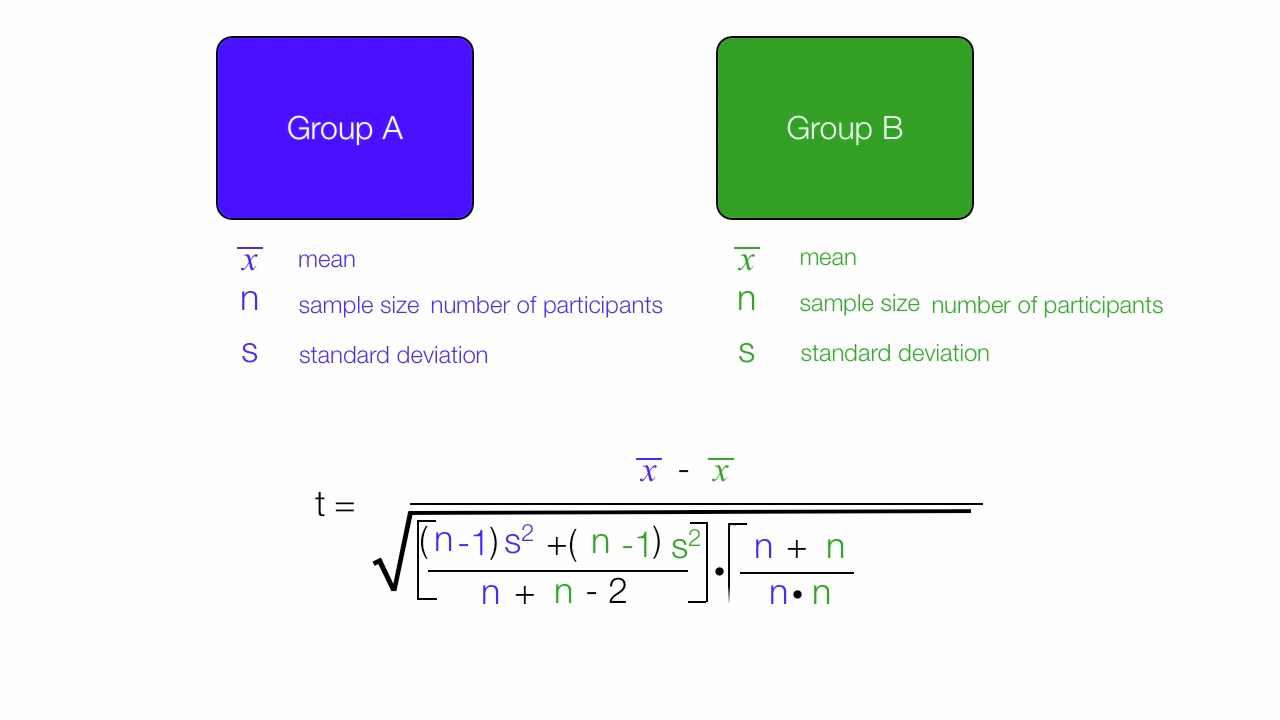 Group A Group B
x̅ mean x̅ mean
n sample size number of participants n sample size number of participants
s standard deviation s standard deviation
x̅ - x̅
t =
√ [ (n-1) s² + ( n -1) s² ] • [ n + n
n + n - 2 n • n